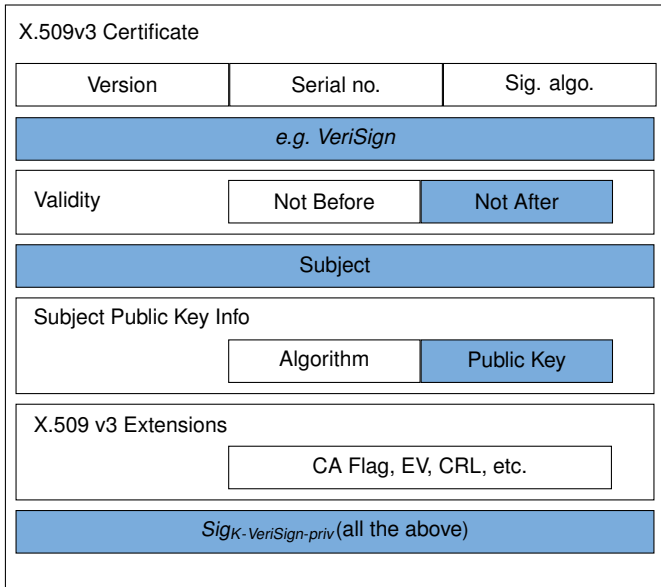 X.509v3 Certificate
Version Serial no. Sig. algo.
e.g. VeriSign
Validity Not Before Not After
Subject
Subject Public Key Info
Algorithm Public Key
X.509 v3 Extensions
CA Flag, EV, CRL, etc.
SigK-VeriSign-priv(all the above)